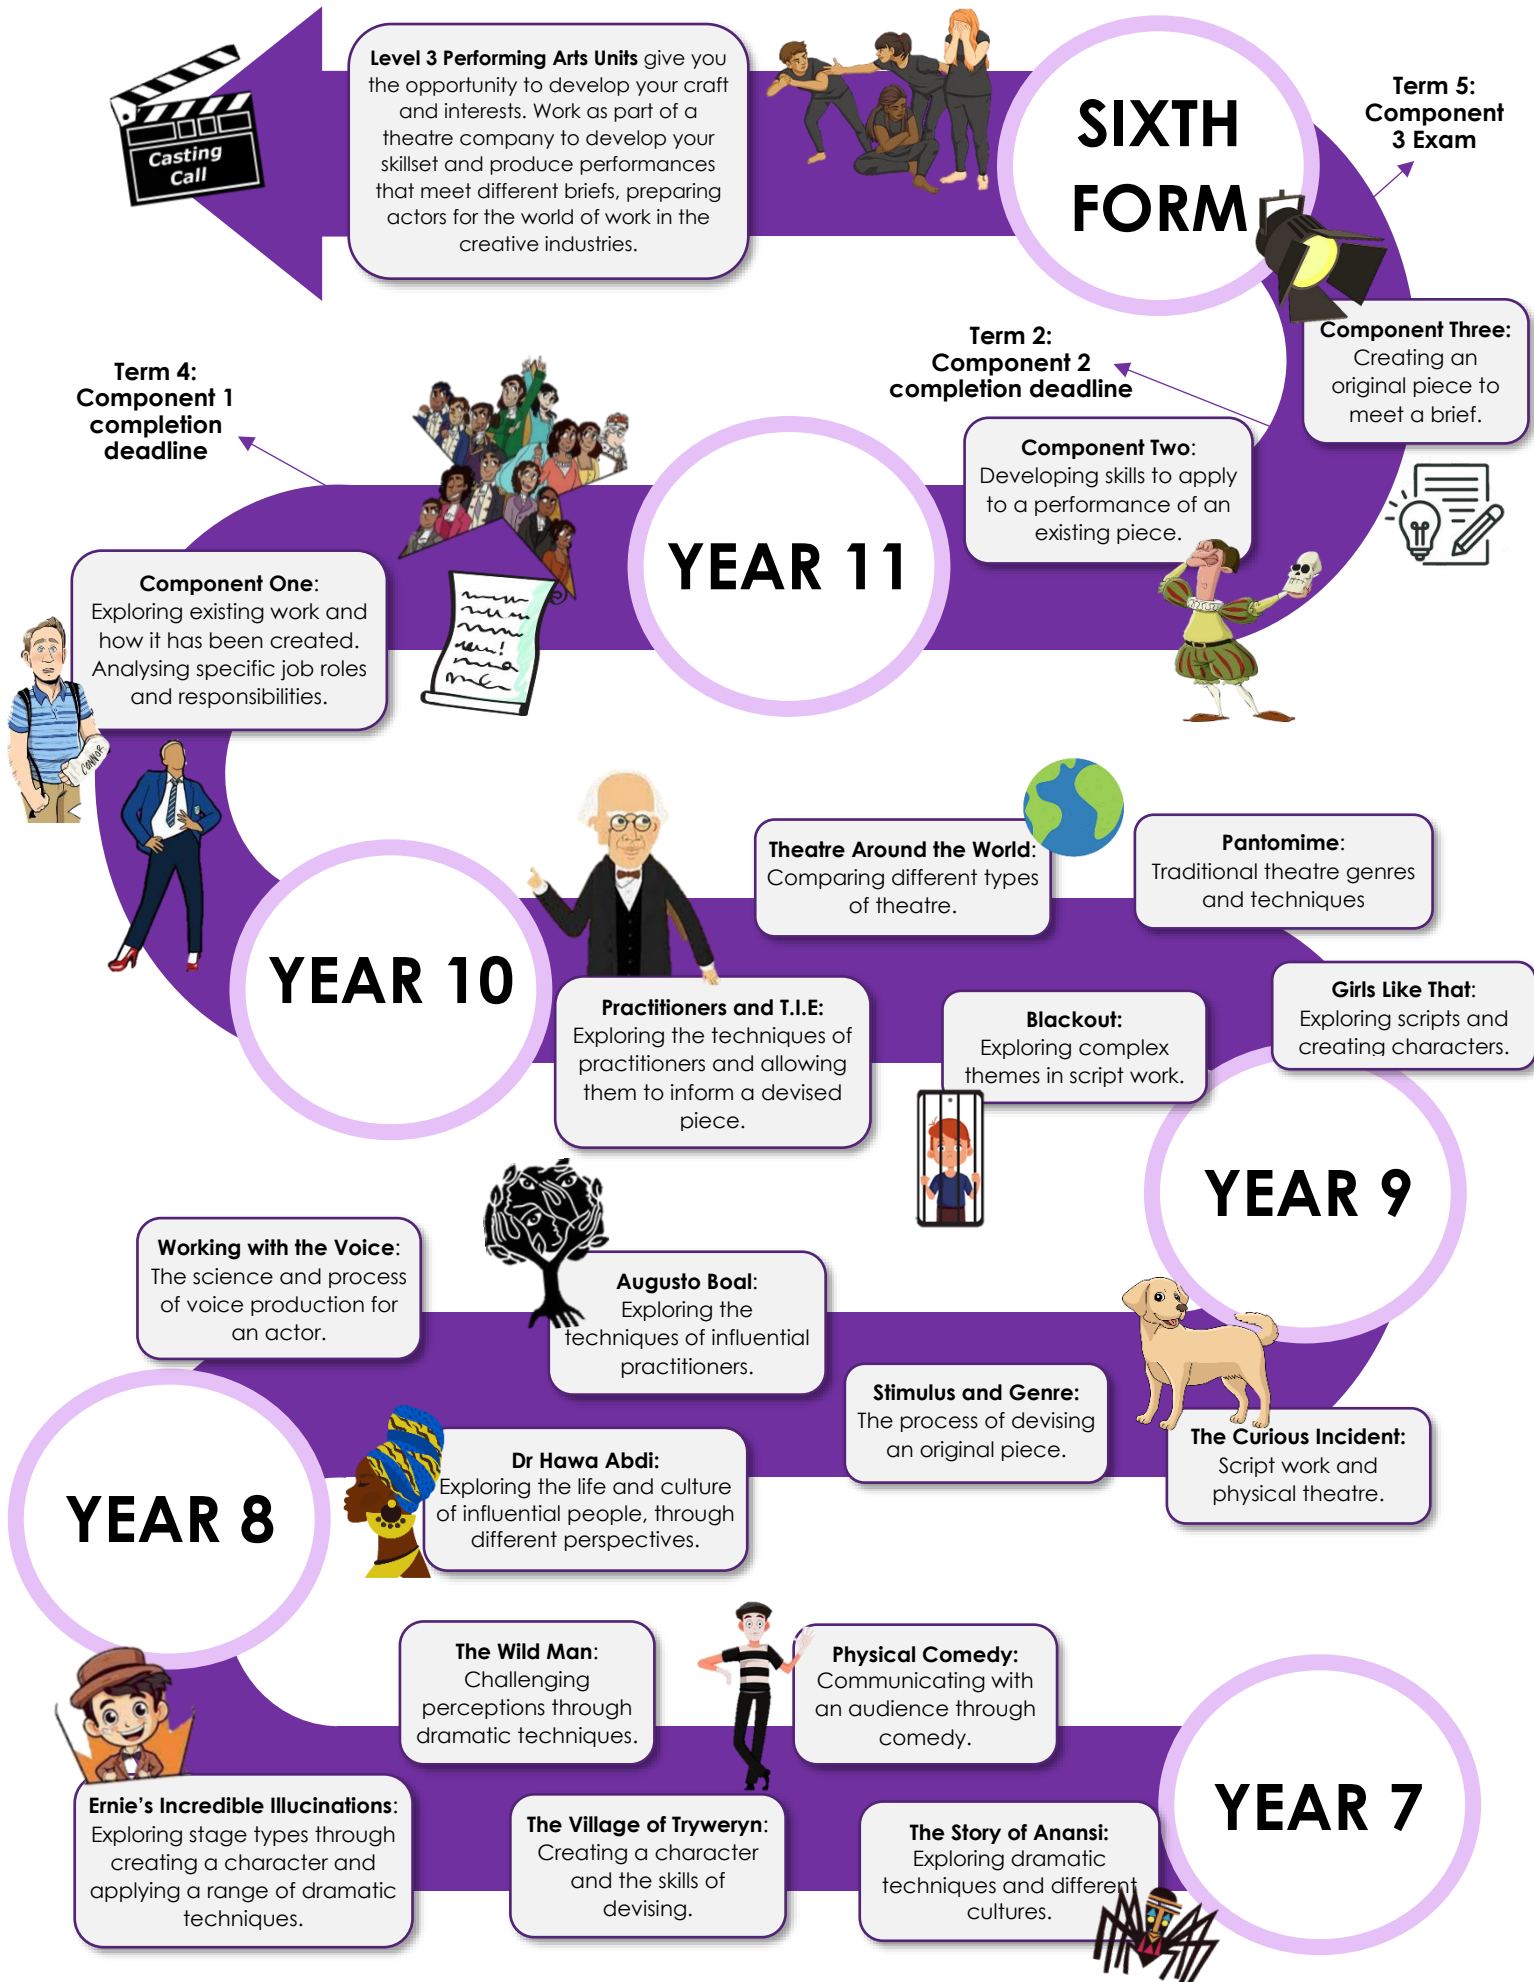 Casting
Call
Level 3 Performing Arts Units give you
the opportunity to develop your craft
and interests. Work as part of a
theatre company to develop your
skillset and produce performances
that meet different briefs, preparing
actors for the world of work in the
creative industries.
SIXTH
FORM
Term 5:
Component
3 Exam
Component Three:
Creating an
original piece to
meet a brief.
Term 2:
Component 2
completion deadline
Component Two:
Developing skills to apply
to a performance of an
existing piece.
YEAR 11
Term 4:
Component 1
completion
deadline
Component One:
Exploring existing work and
how it has been created.
Analysing specific job roles
and responsibilities.
CONNOR
YEAR 10
Theatre Around the World:
Comparing different types
of theatre.
Pantomime:
Traditional theatre genres
and techniques
Practitioners and T.I.E:
Exploring the techniques of
practitioners and allowing
them to inform a devised
piece.
Blackout:
Exploring complex
themes in script work.
Girls Like That:
Exploring scripts and
creating characters.
YEAR 9
Working with the Voice:
The science and process
of voice production for
an actor.
Augusto Boal:
Exploring the
techniques of influential
practitioners.
Stimulus and Genre:
The process of devising
an original piece.
The Curious Incident:
Script work and
physical theatre.
Dr Hawa Abdi:
Exploring the life and culture
of influential people, through
different perspectives.
YEAR 8
The Wild Man:
Challenging
perceptions through
dramatic techniques.
Physical Comedy:
Communicating with
an audience through
comedy.
Ernie's Incredible Illucinations:
Exploring stage types through
creating a character and
applying a range of dramatic
techniques.
The Village of Tryweryn:
Creating a character
and the skills of
devising.
The Story of Anansi:
Exploring dramatic
techniques and different
cultures.
YEAR 7